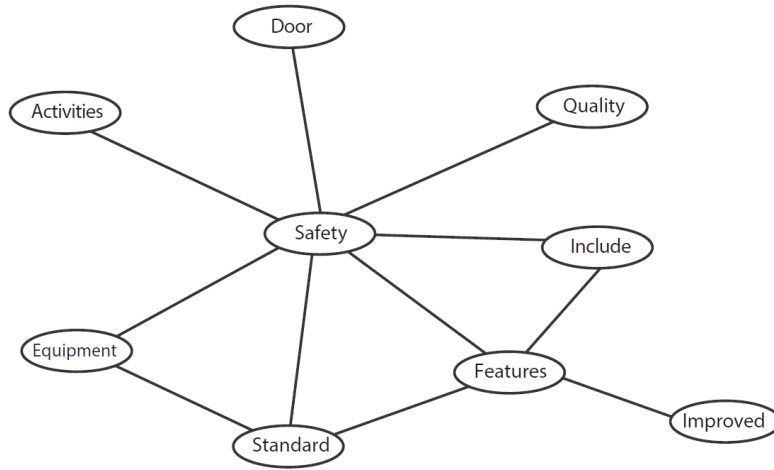 Door
Activities
Quality
Safety
Include
Equipment
Features
Improved
Standard